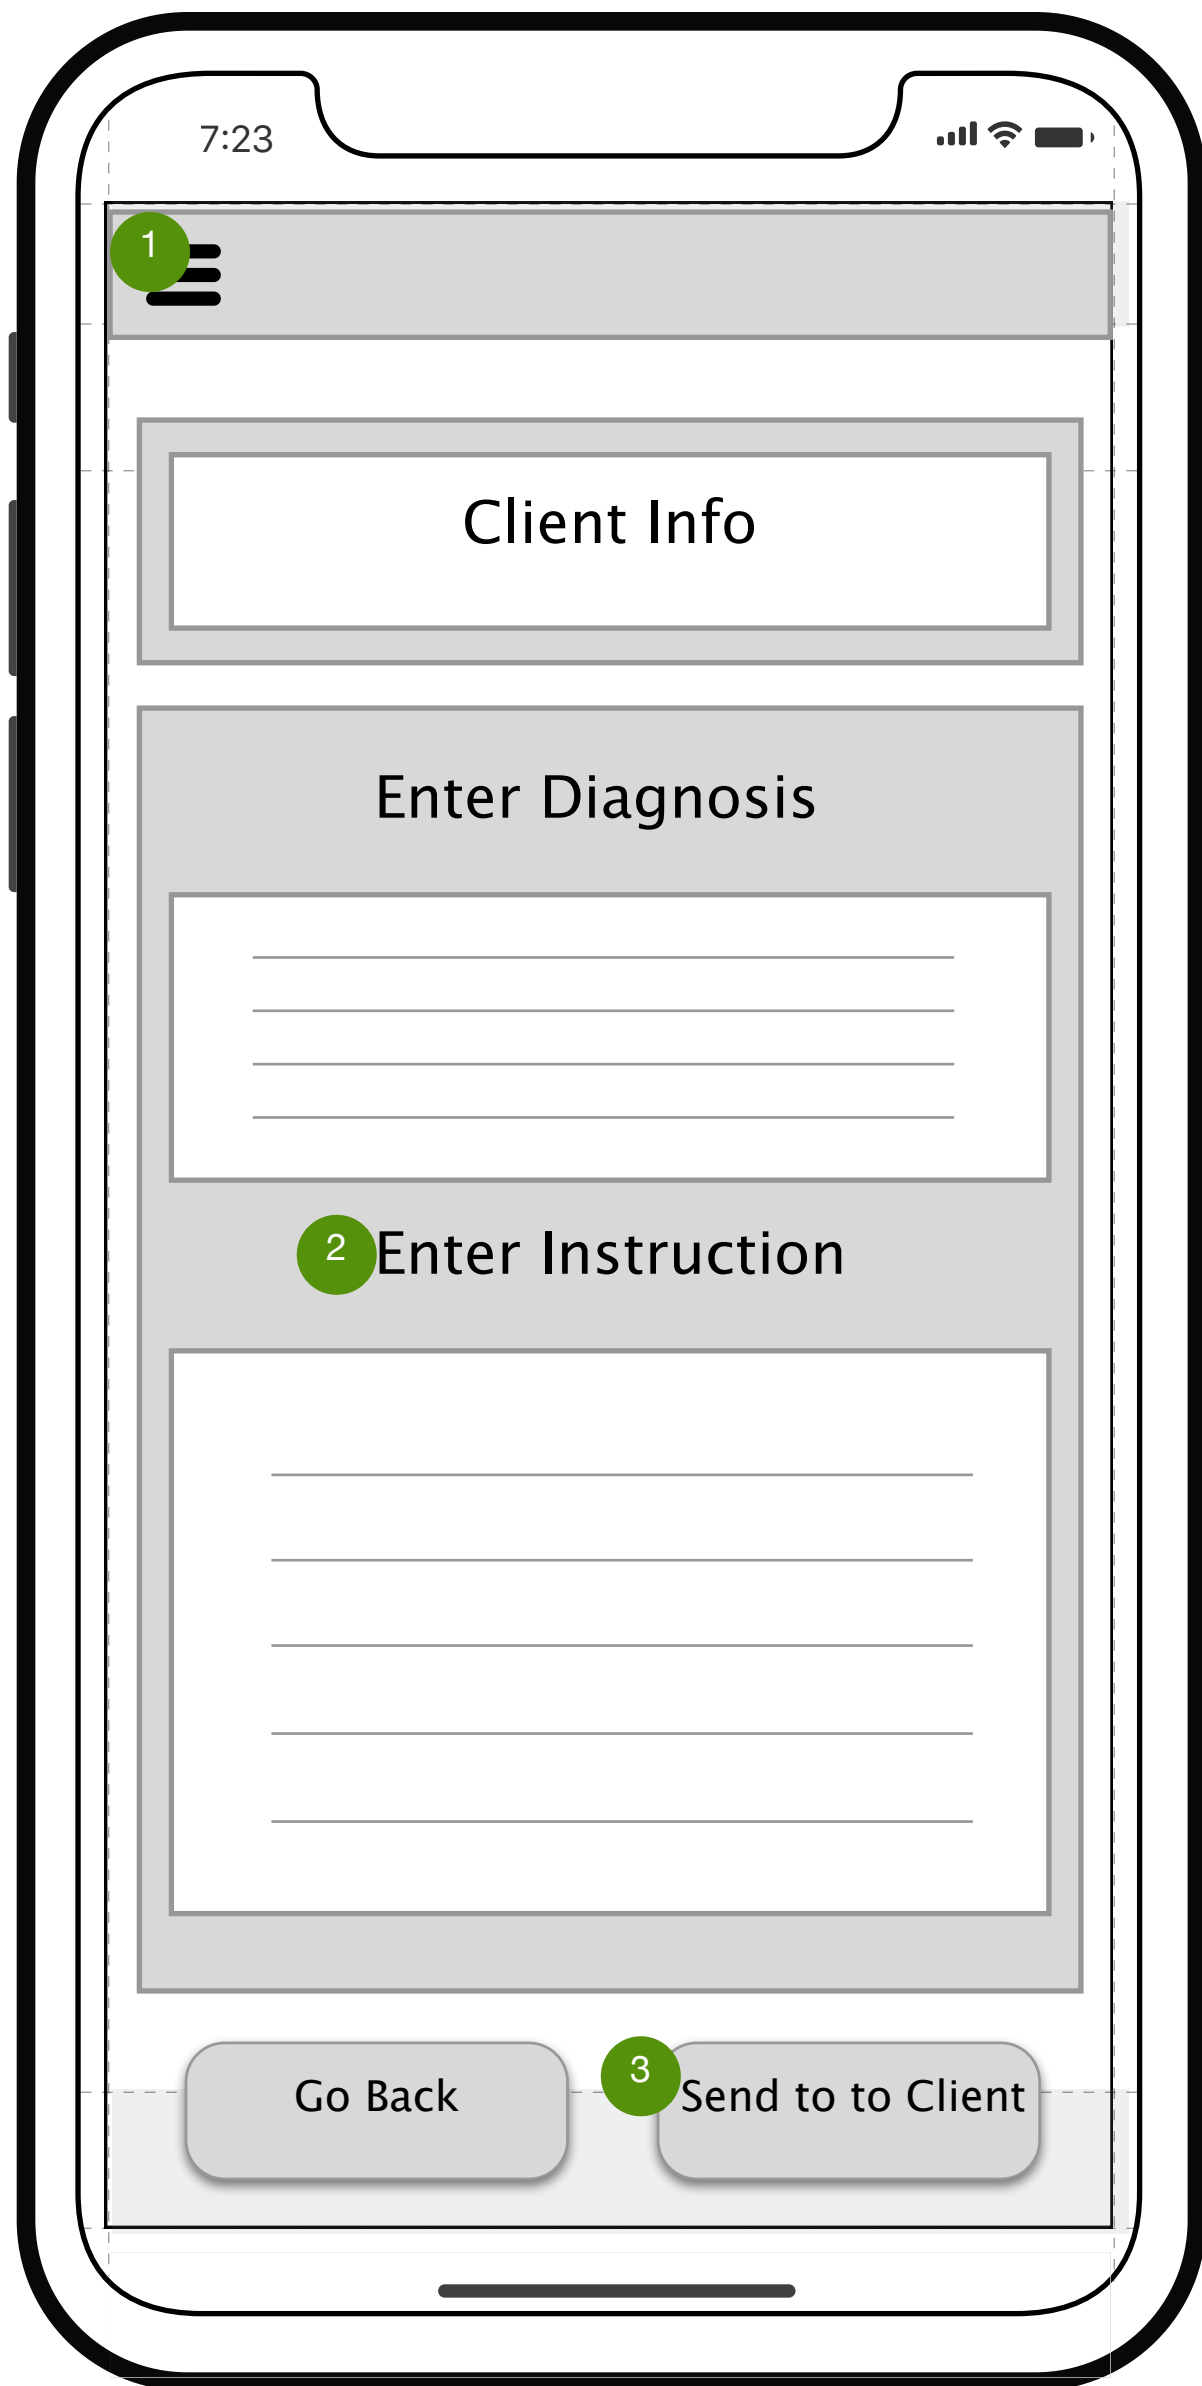 7:23
1
Client Info
Enter Diagnosis
2 Enter Instruction
Go Back
3 Send to to Client